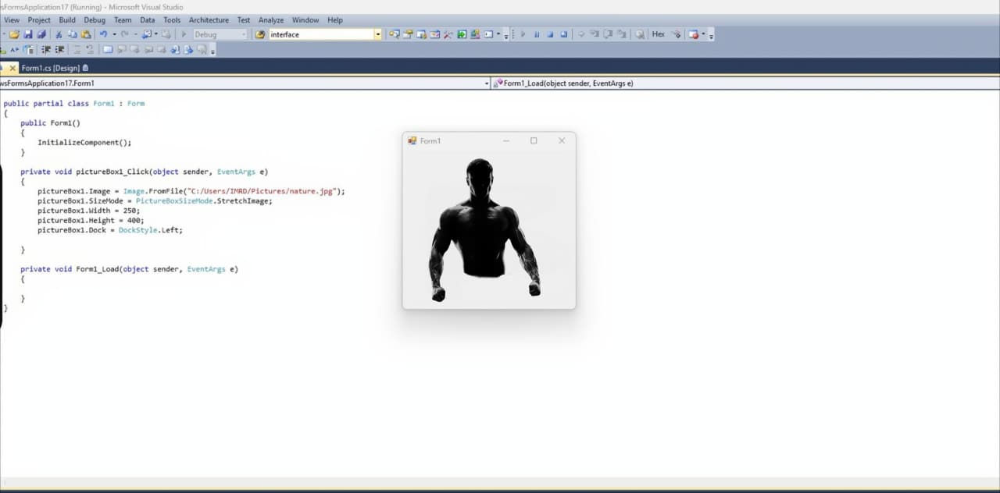 sFormsApplication17 (Running) - Microsoft Visual Studio
View Project Build Debug Team Data Tools Architecture Test Analyze Window Help
Debug interface Hex
Form1.cs [Design]
wsFormsApplication17.Form1 Form1_Load(object sender, EventArgs e)
public partial class Form1 : Form
{
public Form1()
{
InitializeComponent();
}
private void pictureBox1_Click(object sender, EventArgs e)
{
pictureBox1.Image = Image.FromFile("C:/Users/IMRD/Pictures/nature.jpg");
pictureBox1.SizeMode = PictureBoxSizeMode.StretchImage;
pictureBox1.Width = 250;
pictureBox1.Height = 400;
pictureBox1.Dock = DockStyle.Left;
}
private void Form1_Load(object sender, EventArgs e)
{
}
}
Form1